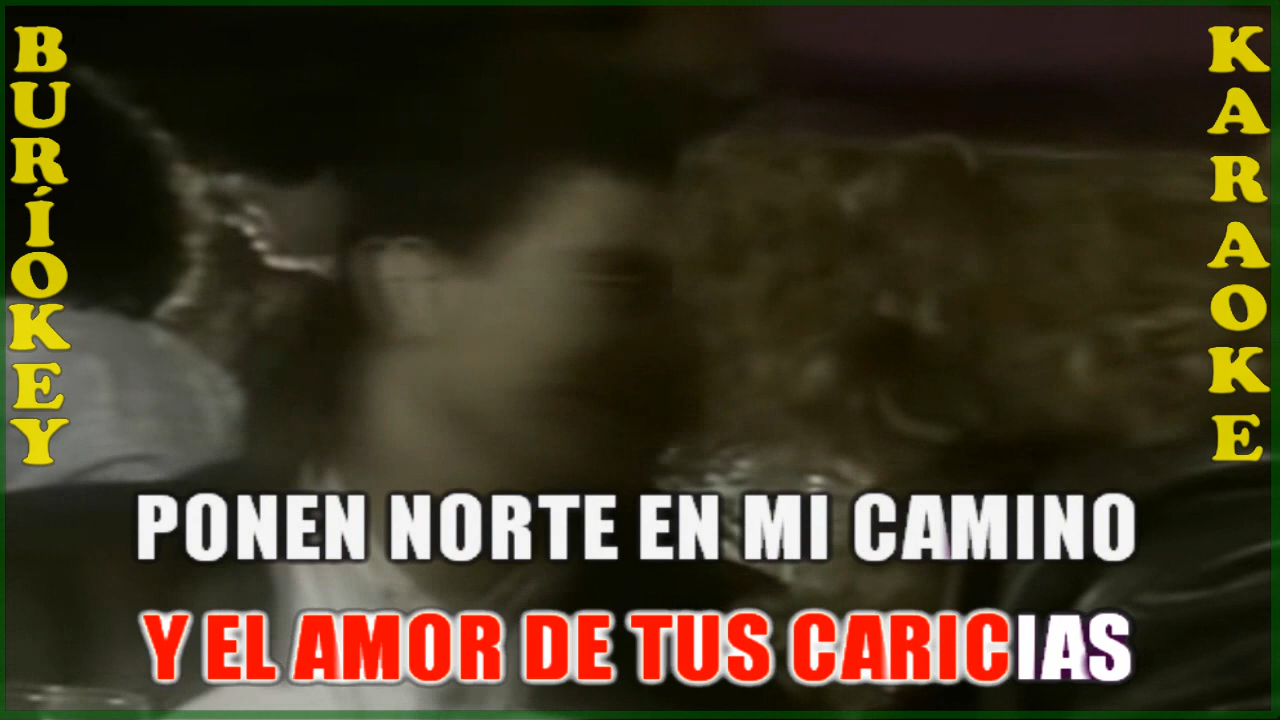 BURÍOKEY
KARAOKE
PONEN NORTE EN MI CAMINO
Y EL AMOR DE TUS CARICIAS